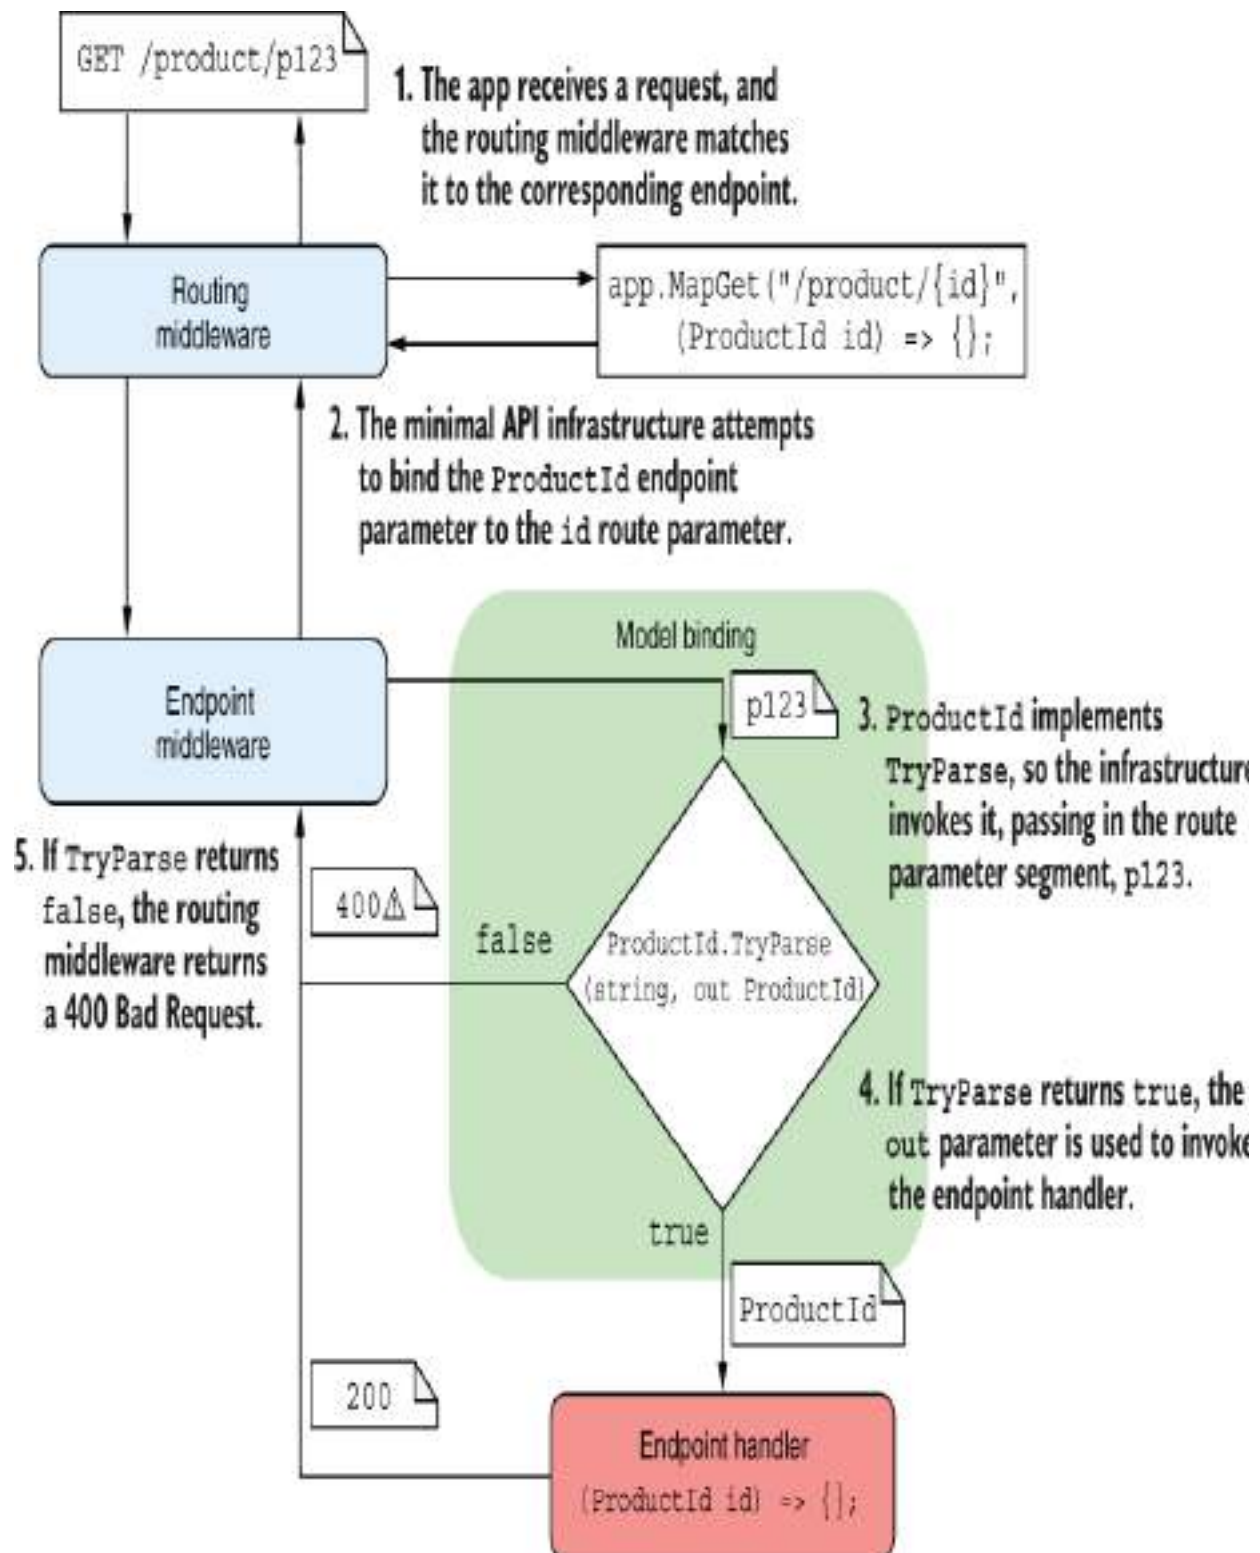 GET /product/p123
1. The app receives a request, and
the routing middleware matches
it to the corresponding endpoint.
Routing
middleware
app.MapGet("/product/{id}",
(ProductId id) => {};
2. The minimal API infrastructure attempts
to bind the ProductId endpoint
parameter to the id route parameter.
Model binding
Endpoint
middleware
p123
3. ProductId implements
TryParse, so the infrastructure
invokes it, passing in the route
parameter segment, p123.
5. If TryParse returns
false, the routing
middleware returns
a 400 Bad Request.
400⚠
false
ProductId.TryParse
(string, out ProductId)
4. If TryParse returns true, the
out parameter is used to invoke
the endpoint handler.
true
ProductId
200
Endpoint handler
(ProductId id) => {};